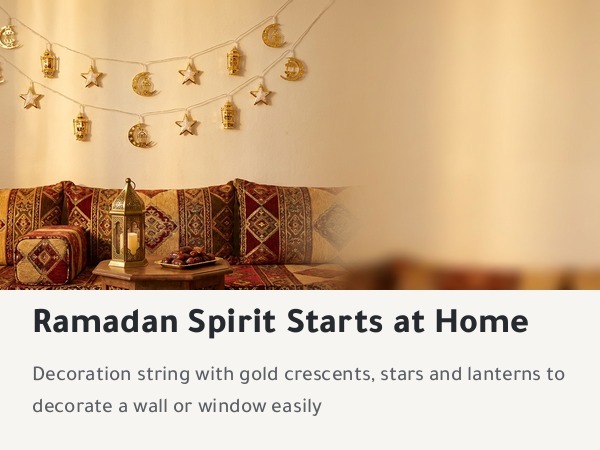 Ramadan Spirit Starts at Home
Decoration string with gold crescents, stars and lanterns to
decorate a wall or window easily